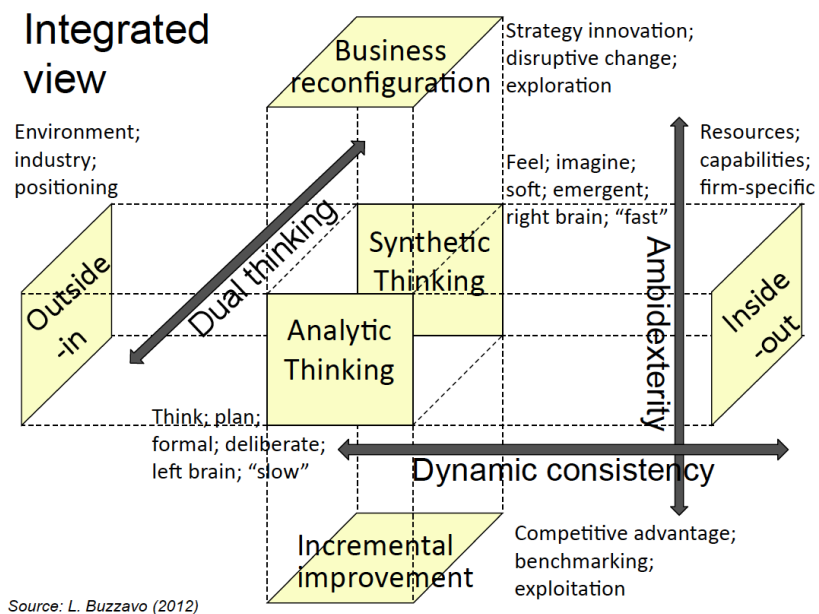 Integrated
view
Business
reconfiguration
Strategy innovation;
disruptive change;
exploration
Environment;
industry;
positioning
Resources;
capabilities;
firm-specific
Feel; imagine;
soft; emergent;
right brain; “fast”
Dual thinking
Synthetic
Thinking
Ambidexterity
Outside
-in
Analytic
Thinking
Inside
-out
Think; plan;
formal; deliberate;
left brain; “slow”
Dynamic consistency
Incremental
improvement
Competitive advantage;
benchmarking;
exploitation
Source: L. Buzzavo (2012)